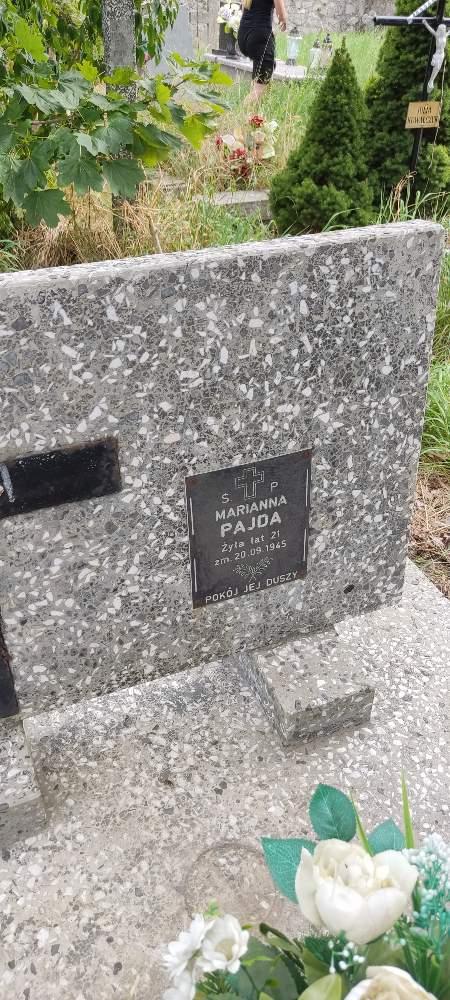 Ś P
MARIANNA
PAJDA
Żyła lat 21
zm. 20.09.1945
POKÓJ JEJ DUSZY